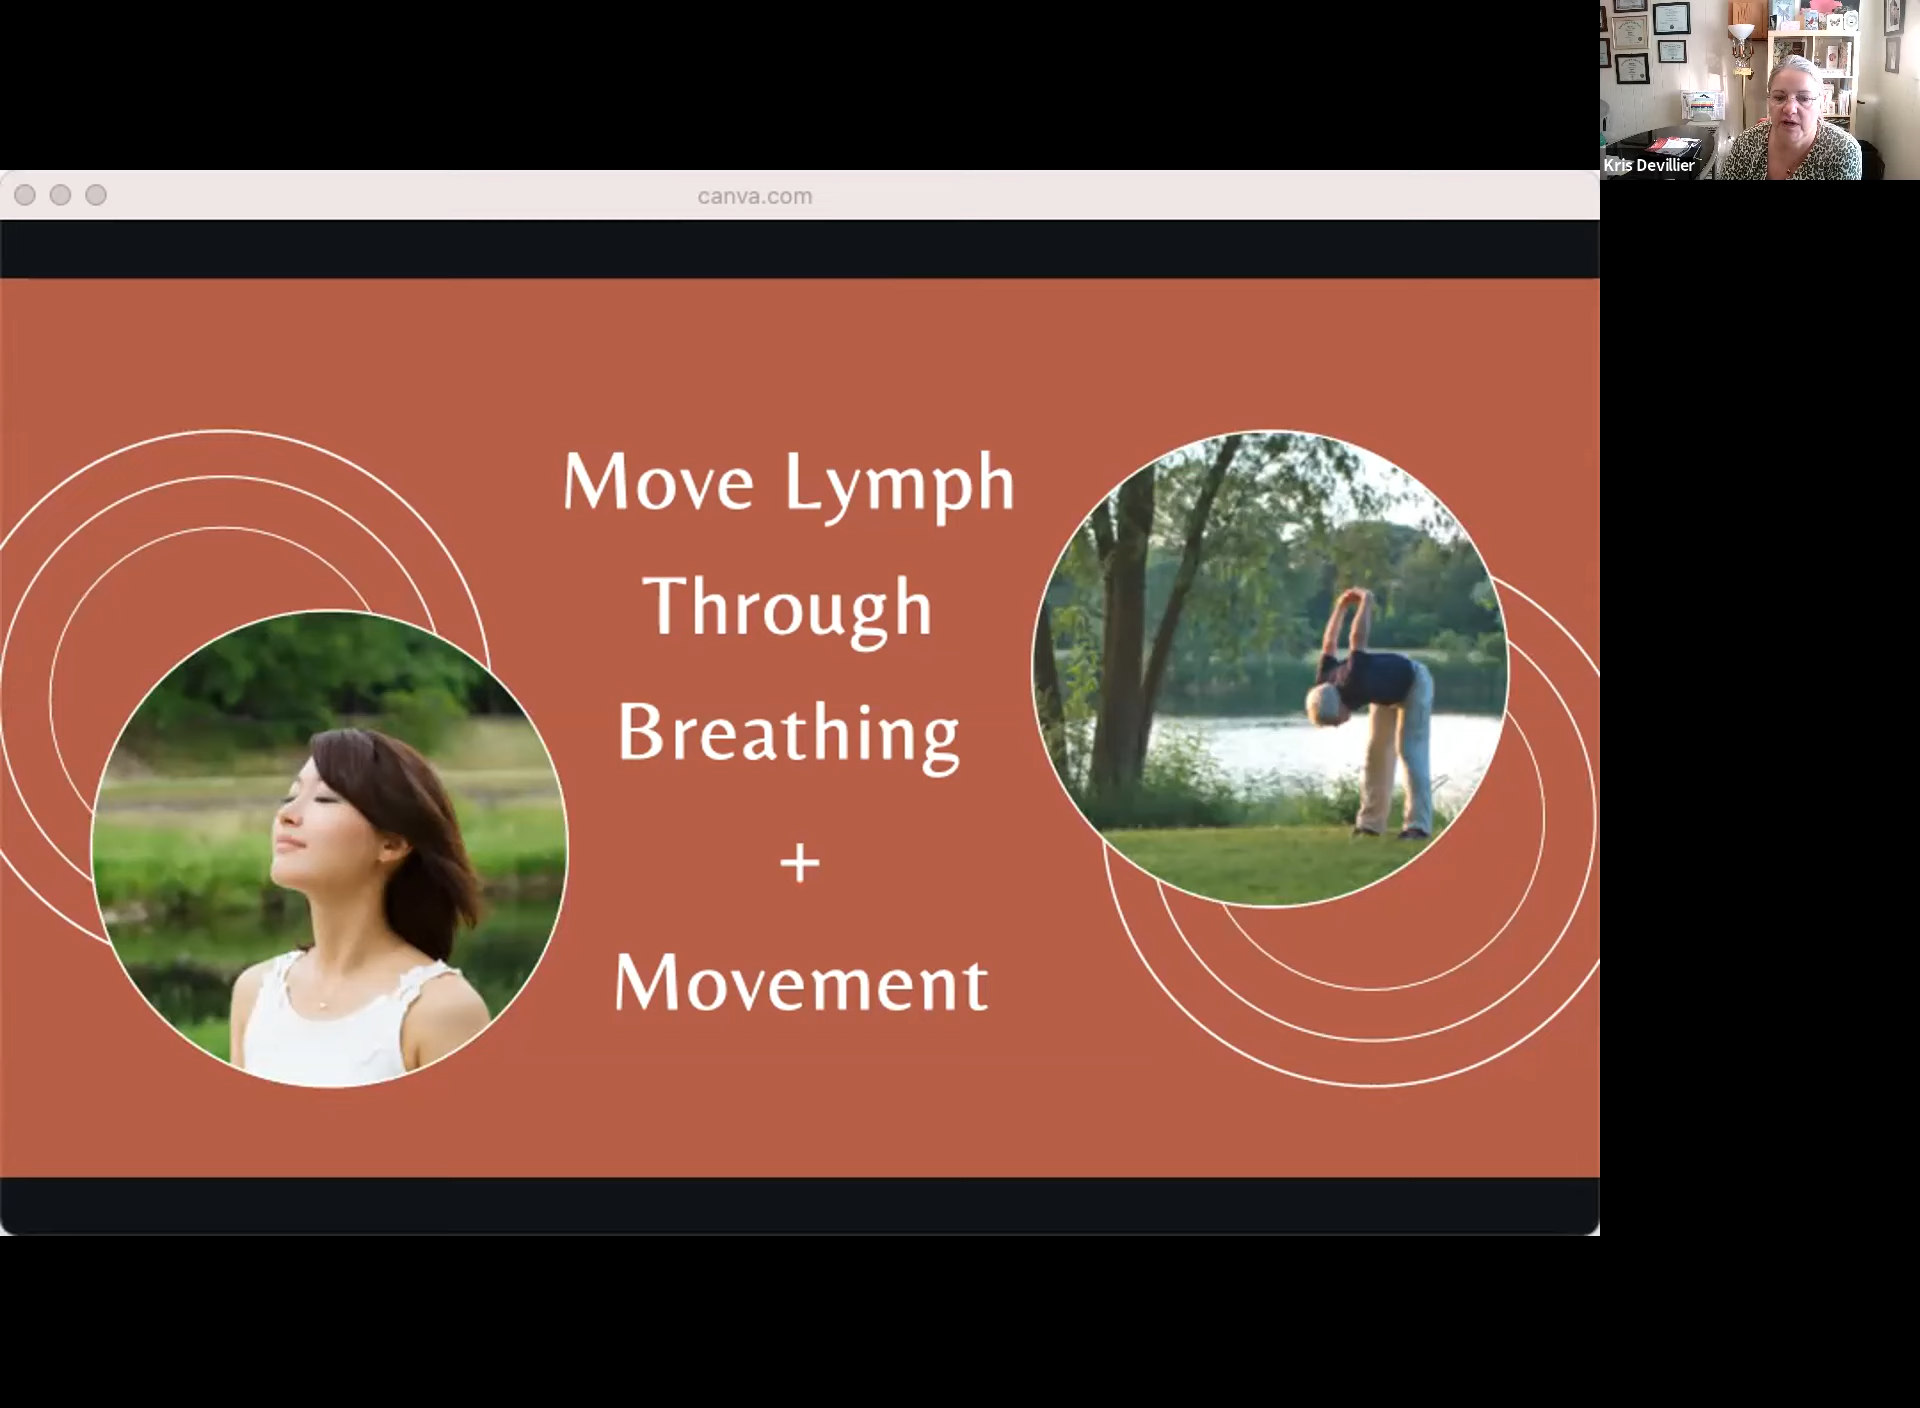 Kris Devillier
canva.com
Move Lymph
Through
Breathing
+
Movement